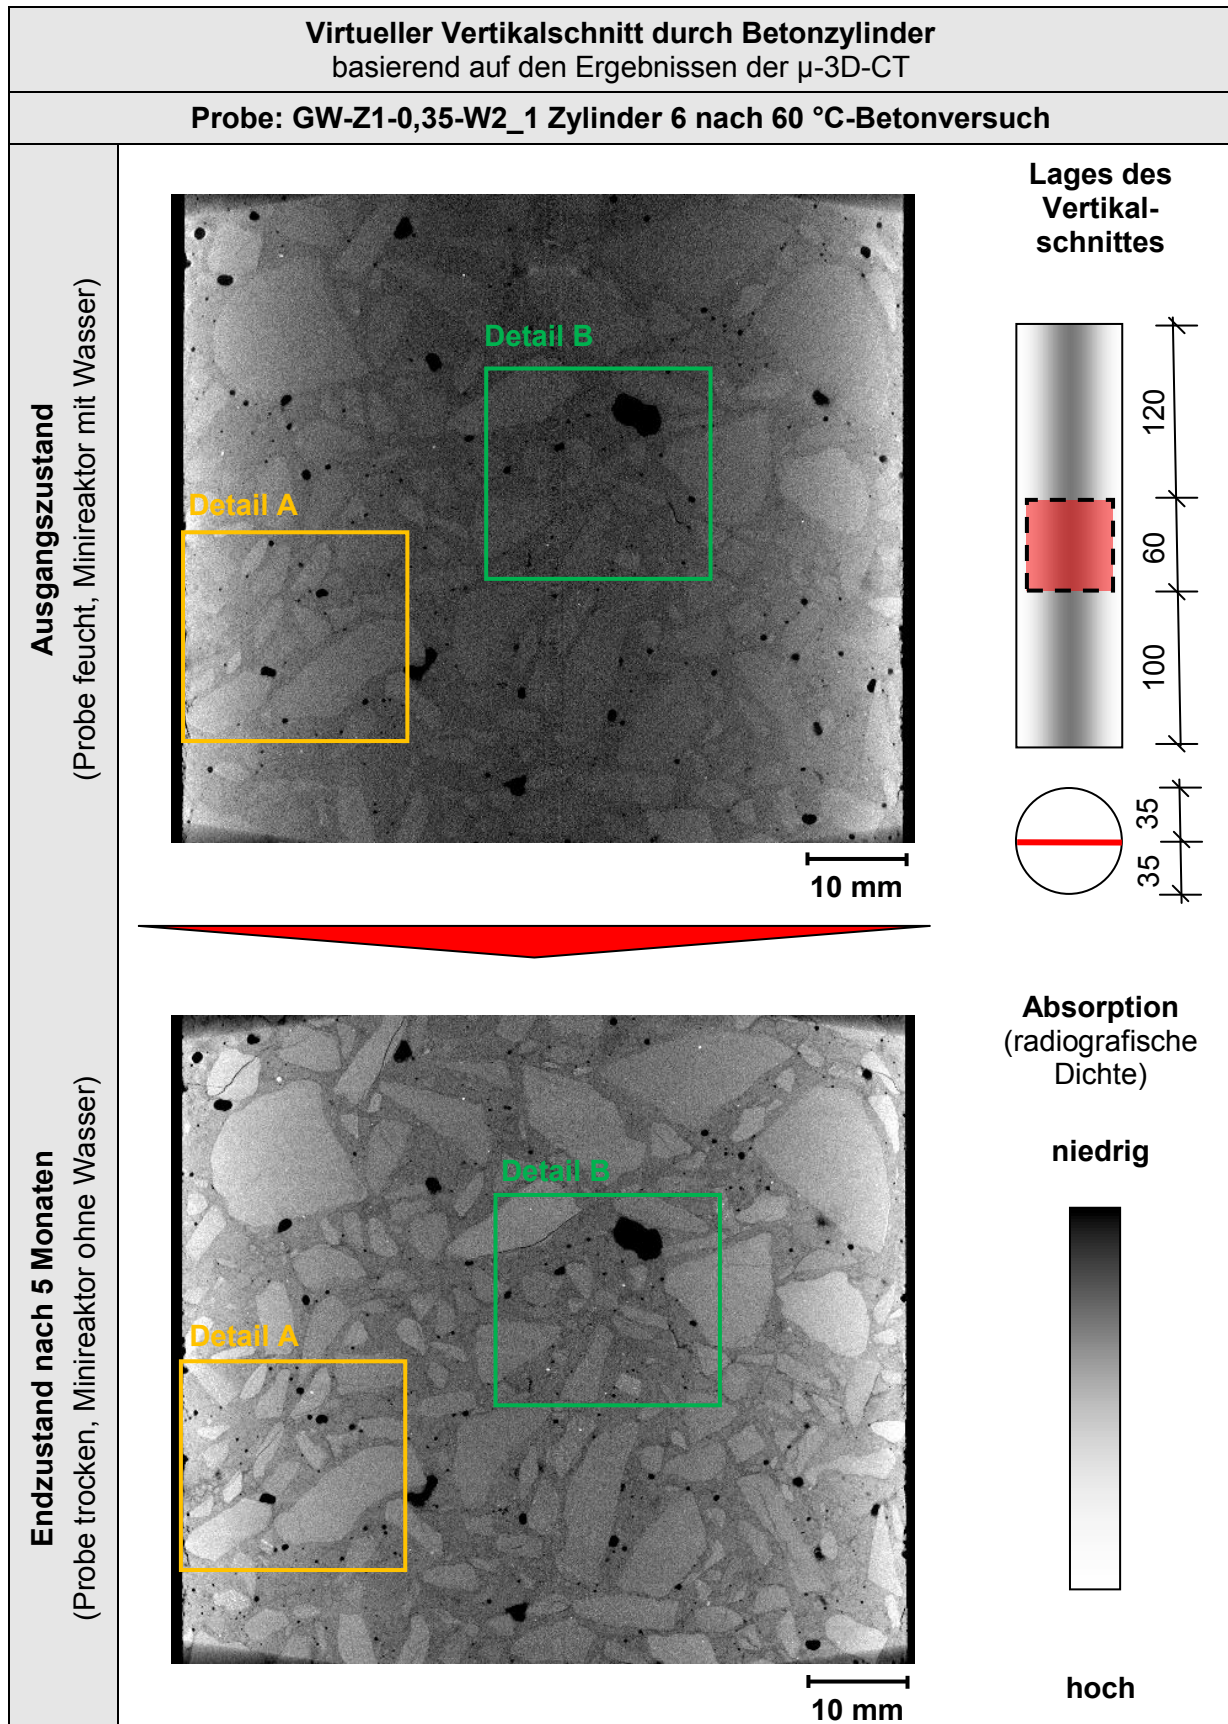 Virtueller Vertikalschnitt durch Betonzylinder
basierend auf den Ergebnissen der µ-3D-CT
Probe: GW-Z1-0,35-W2_1 Zylinder 6 nach 60 °C-Betonversuch
Ausgangszustand
(Probe feucht, Minireaktor mit Wasser)
Detail B
Detail A
10 mm
Lages des
Vertikal-
schnittes
120
60
100
35
35
Endzustand nach 5 Monaten
(Probe trocken, Minireaktor ohne Wasser)
Detail B
Detail A
10 mm
Absorption
(radiografische
Dichte)
niedrig
hoch